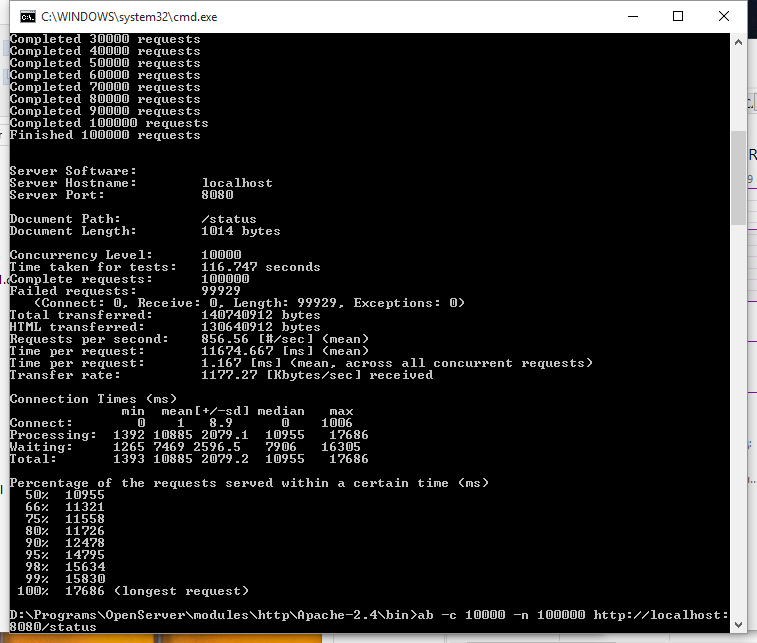 C:\WINDOWS\system32\cmd.exe
Completed 30000 requests
Completed 40000 requests
Completed 50000 requests
Completed 60000 requests
Completed 70000 requests
Completed 80000 requests
Completed 90000 requests
Completed 100000 requests
Finished 100000 requests
Server Software:
Server Hostname: localhost
Server Port: 8080
Document Path: /status
Document Length: 1014 bytes
Concurrency Level: 10000
Time taken for tests: 116.747 seconds
Complete requests: 100000
Failed requests: 99929
(Connect: 0, Receive: 0, Length: 99929, Exceptions: 0)
Total transferred: 140740912 bytes
HTML transferred: 130640912 bytes
Requests per second: 856.56 [#/sec] (mean)
Time per request: 11674.667 [ms] (mean)
Time per request: 1.167 [ms] (mean, across all concurrent requests)
Transfer rate: 1177.27 [Kbytes/sec] received
Connection Times (ms)
min mean[+/-sd] median max
Connect: 0 1 8.9 0 1006
Processing: 1392 10885 2079.1 10955 17686
Waiting: 1265 7469 2596.5 7906 16305
Total: 1393 10885 2079.2 10955 17686
Percentage of the requests served within a certain time (ms)
50% 10955
66% 11321
75% 11558
80% 11726
90% 12478
95% 14795
98% 15634
99% 15830
100% 17686 (longest request)
D:\Programs\OpenServer\modules\http\Apache-2.4\bin>ab -c 10000 -n 100000 http://localhost:
8080/status